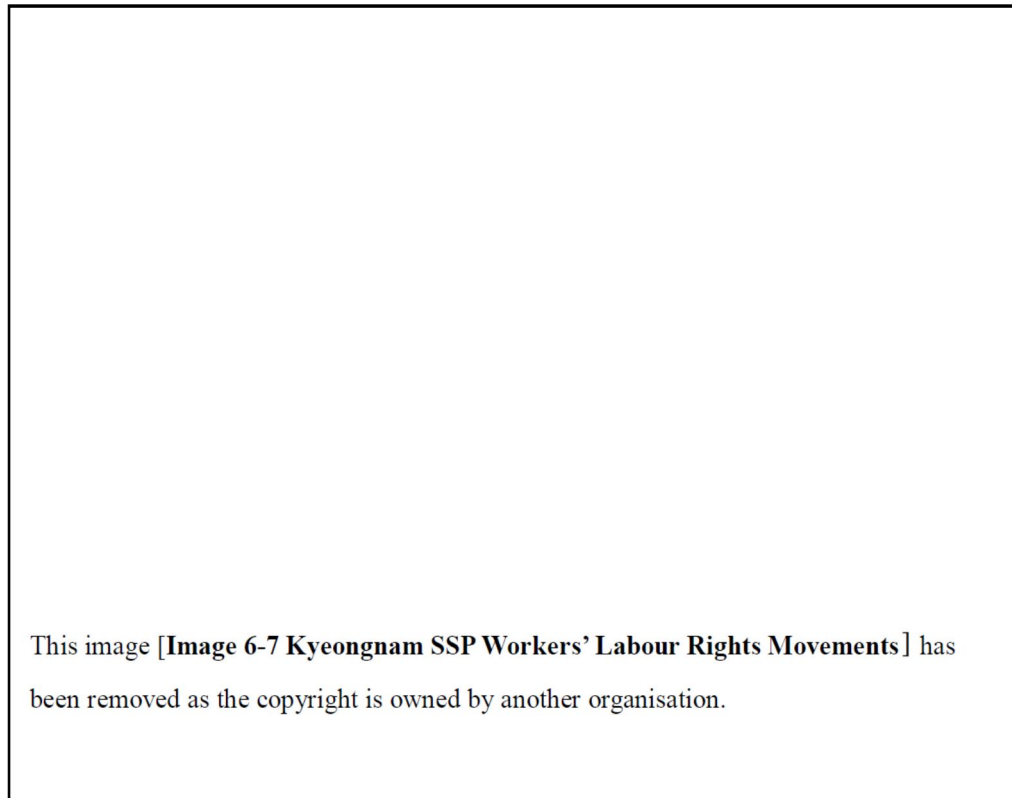 This image [Image 6-7 Kyeongnam SSP Workers’ Labour Rights Movements] has
been removed as the copyright is owned by another organisation.